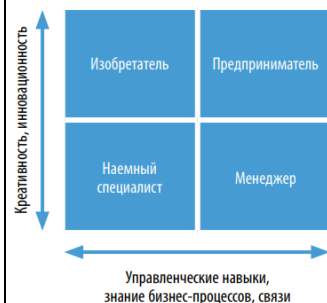 Креативность, инновационность
Изобретатель
Предприниматель
Наемный
специалист
Менеджер
Управленческие навыки,
знание бизнес-процессов, связи